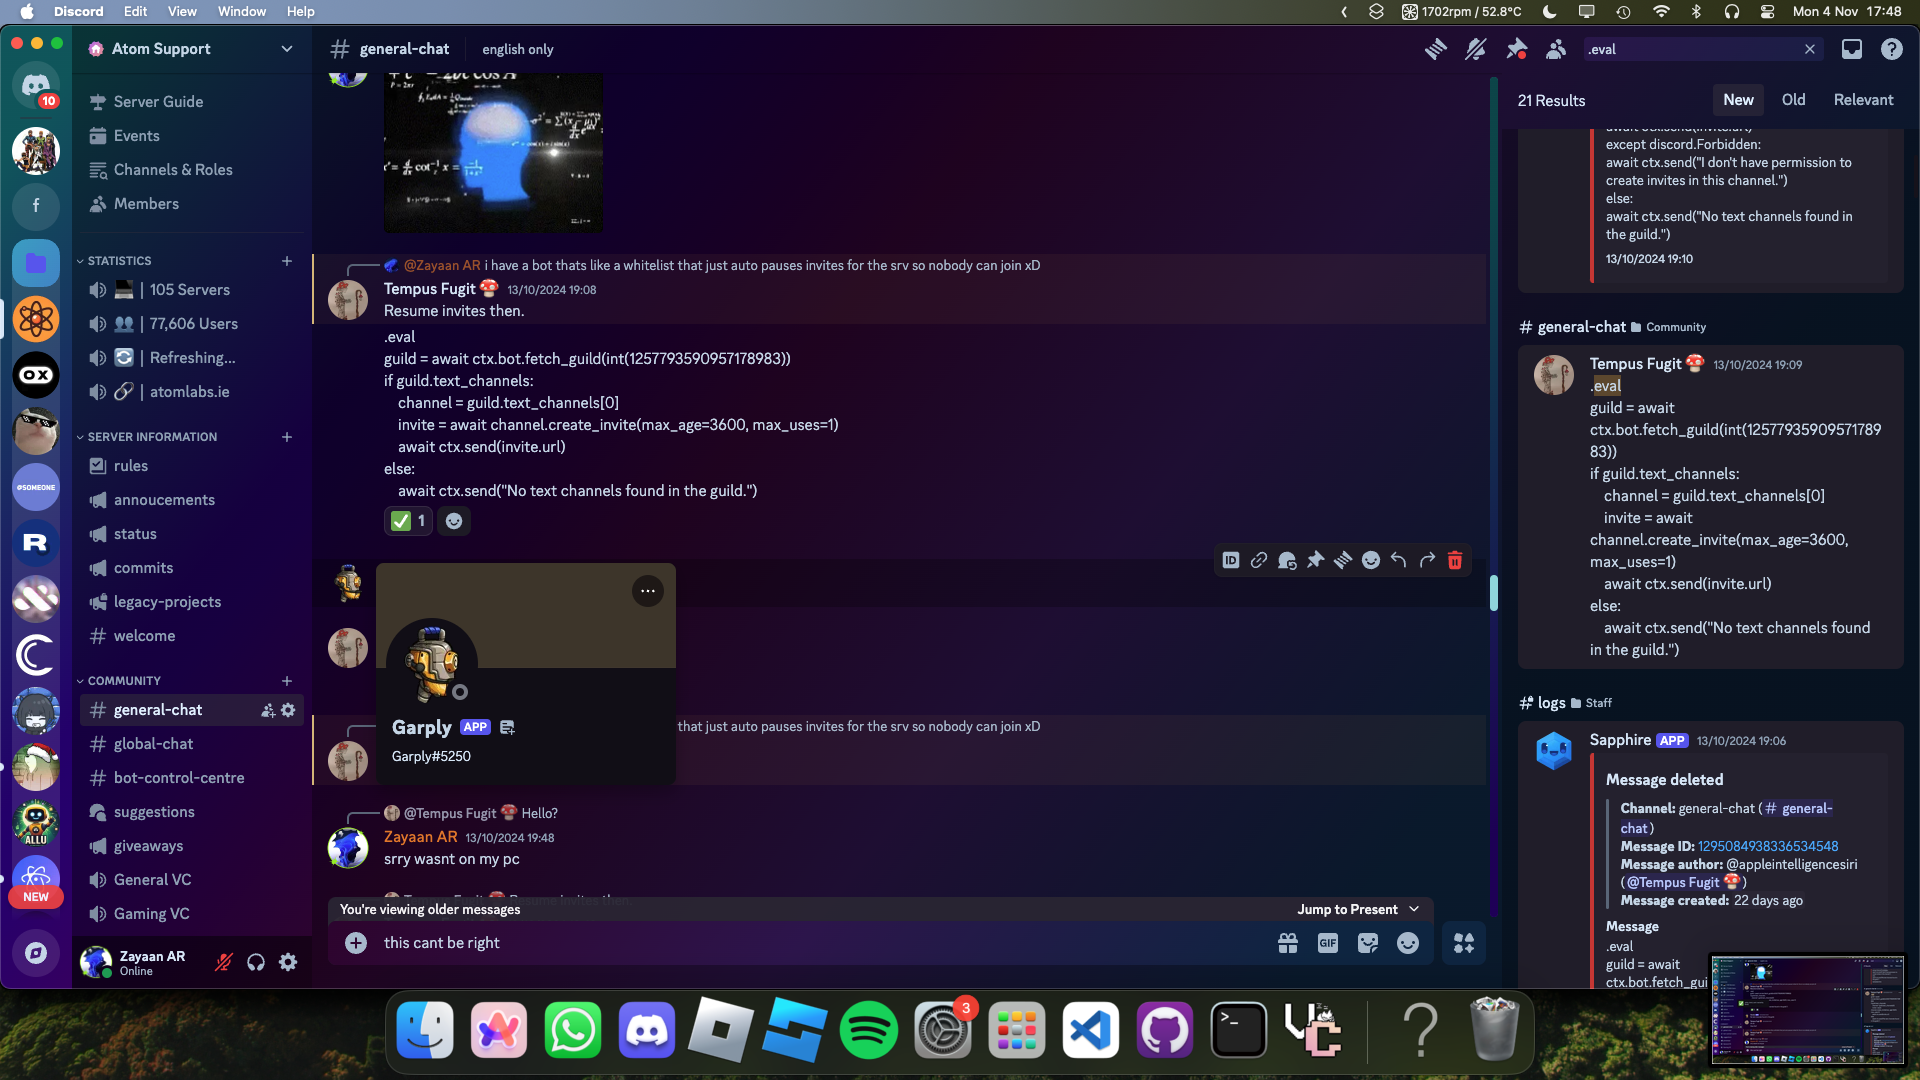 Discord Edit View Window Help
1702rpm / 52.8°C
Mon 4 Nov 17:48
10
f
OX
@SOMEONE
R
ALLU
NEW
Atom Support
Server Guide
Events
Channels & Roles
Members
STATISTICS
| 105 Servers
| 77,606 Users
| Refreshing...
| atomlabs.ie
SERVER INFORMATION
rules
annoucements
status
commits
legacy-projects
welcome
COMMUNITY
general-chat
global-chat
bot-control-centre
suggestions
giveaways
General VC
Gaming VC
Zayaan AR
Online
general-chat
english only
@Zayaan AR i have a bot thats like a whitelist that just auto pauses invites for the srv so nobody can join xD
Tempus Fugit 🍄 13/10/2024 19:08
Resume invites then.
.eval
guild = await ctx.bot.fetch_guild(int(1257793590957178983))
if guild.text_channels:
channel = guild.text_channels[0]
invite = await channel.create_invite(max_age=3600, max_uses=1)
await ctx.send(invite.url)
else:
await ctx.send("No text channels found in the guild.")
✅ 1
ID
Garply APP
Garply#5250
that just auto pauses invites for the srv so nobody can join xD
@Tempus Fugit 🍄 Hello?
Zayaan AR 13/10/2024 19:48
srry wasnt on my pc
You're viewing older messages
Jump to Present
this cant be right
GIF
.eval
21 Results
New
Old
Relevant
await ctx.send(invite.url)
except discord.Forbidden:
await ctx.send("I don't have permission to
create invites in this channel.")
else:
await ctx.send("No text channels found in
the guild.")
13/10/2024 19:10
general-chat Community
Tempus Fugit 🍄 13/10/2024 19:09
.eval
guild = await
ctx.bot.fetch_guild(int(12577935909571789
83))
if guild.text_channels:
channel = guild.text_channels[0]
invite = await
channel.create_invite(max_age=3600,
max_uses=1)
await ctx.send(invite.url)
else:
await ctx.send("No text channels found
in the guild.")
logs Staff
Sapphire APP 13/10/2024 19:06
Message deleted
Channel: general-chat ( # general-
chat )
Message ID: 1295084938336534548
Message author: @appleintelligencesiri
( @Tempus Fugit 🍄 )
Message created: 22 days ago
Message
.eval
guild = await
ctx.bot.fetch_gui
3